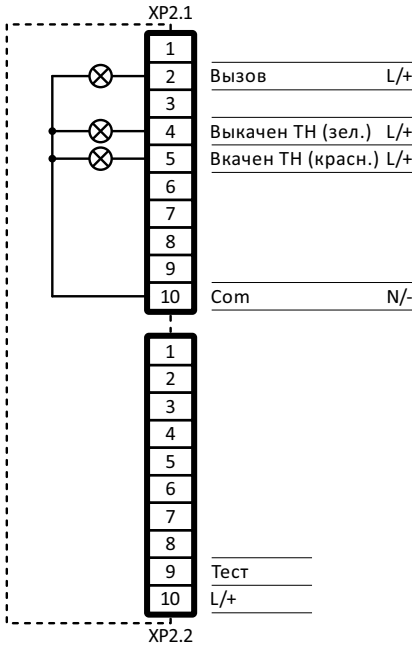 XP2.1
1
2 Вызов L/+
3
4 Выкачен ТН (зел.) L/+
5 Вкачен ТН (красн.) L/+
6
7
8
9
10 Com N/-
1
2
3
4
5
6
7
8
9 Тест
10 L/+
XP2.2